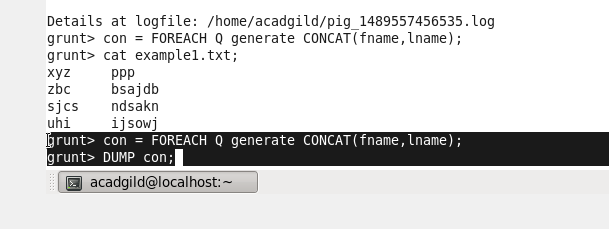 Details at logfile: /home/acadgild/pig_1489557456535.log
grunt> con = FOREACH Q generate CONCAT(fname,lname);
grunt> cat example1.txt;
xyz     ppp
zbc     bsajdb
sjcs    ndsakn
uhi     ijsowj
grunt> con = FOREACH Q generate CONCAT(fname,lname);
grunt> DUMP con;
acadgild@localhost:~